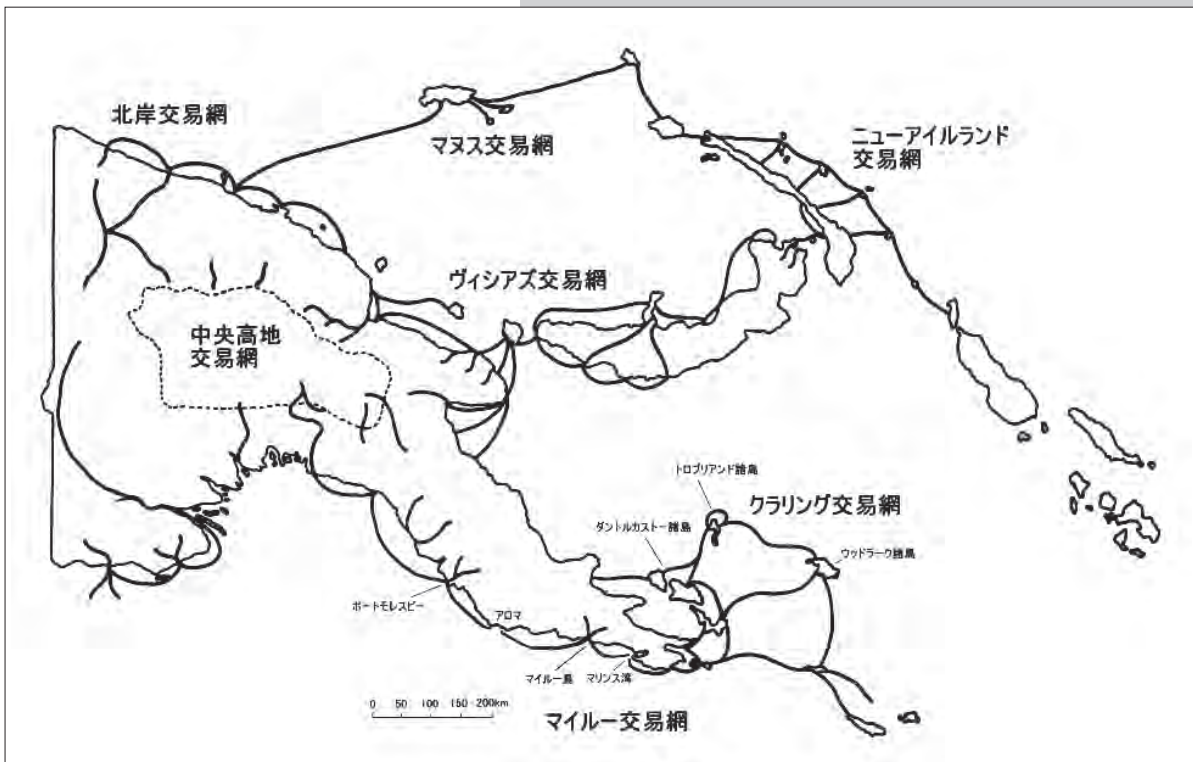 北岸交易網
マヌス交易網
ニューアイルランド
交易網
ヴィシアズ交易網
中央高地
交易網
トロブリアンド諸島
クラリング交易網
ダントルカストー諸島
ウッドラーク諸島
ポートモレスビー
アロマ
マイルー島
マリンス湾
0 50 100 150 200km
マイルー交易網